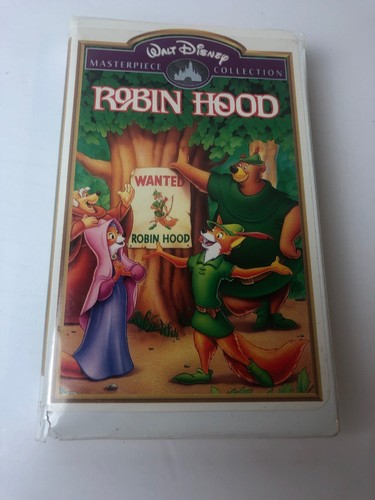 Walt Disney
MASTERPIECE COLLECTION
ROBIN HOOD
WANTED
ROBIN HOOD